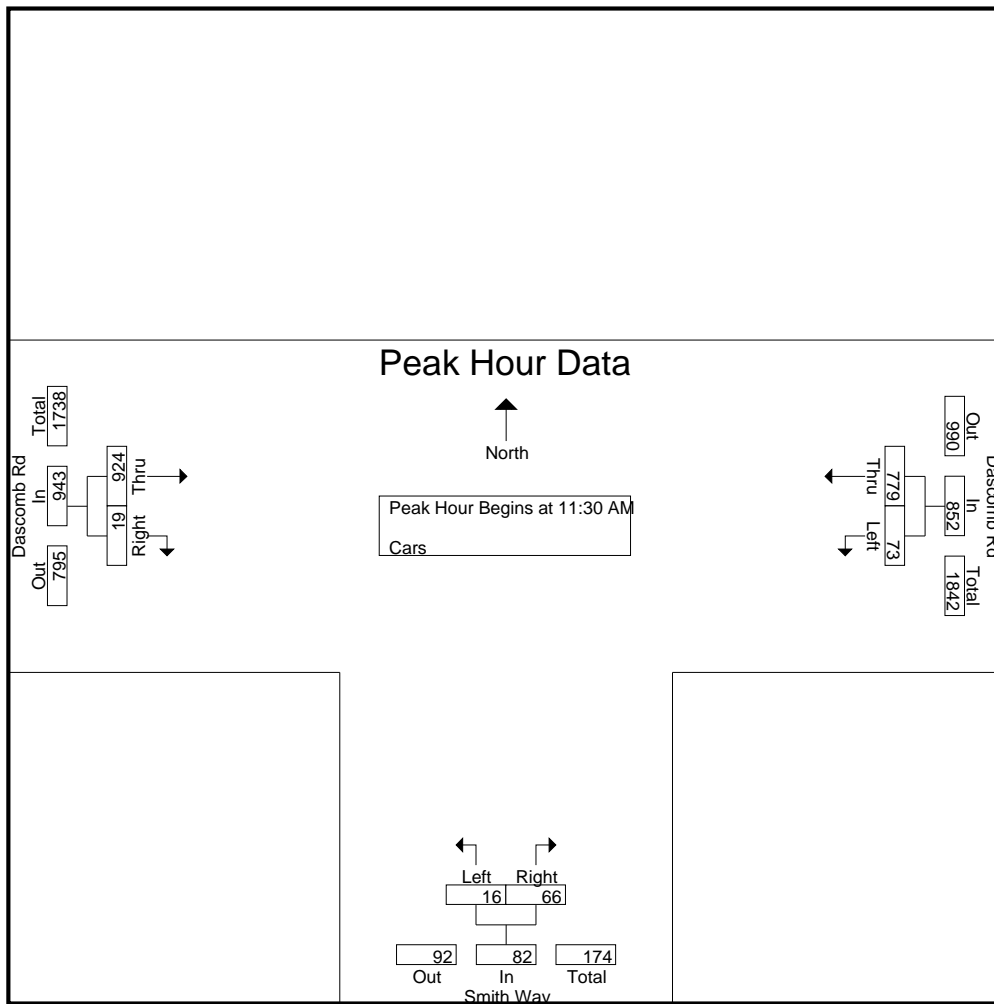 Peak Hour Data
North
Peak Hour Begins at 11:30 AM
Cars
Dascomb Rd
Total
1738
In
943
Out
795
924
Thru
19
Right
Dascomb Rd
Out
990
In
852
Total
1842
Thru
779
Left
73
Left Right
16 66
92 82 174
Out In Total
Smith Way